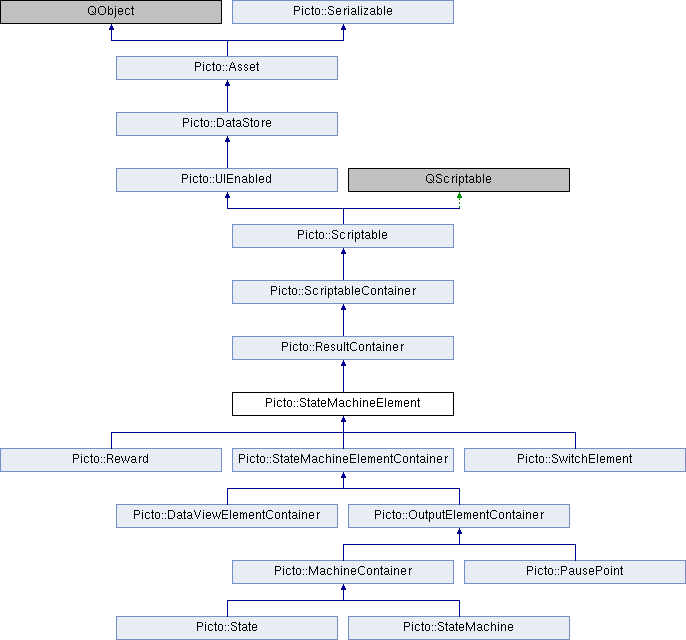 QObject
Picto::Serializable
Picto::Asset
Picto::DataStore
Picto::UIEnabled
QScriptable
Picto::Scriptable
Picto::ScriptableContainer
Picto::ResultContainer
Picto::StateMachineElement
Picto::Reward
Picto::StateMachineElementContainer
Picto::SwitchElement
Picto::DataViewElementContainer
Picto::OutputElementContainer
Picto::MachineContainer
Picto::PausePoint
Picto::State
Picto::StateMachine